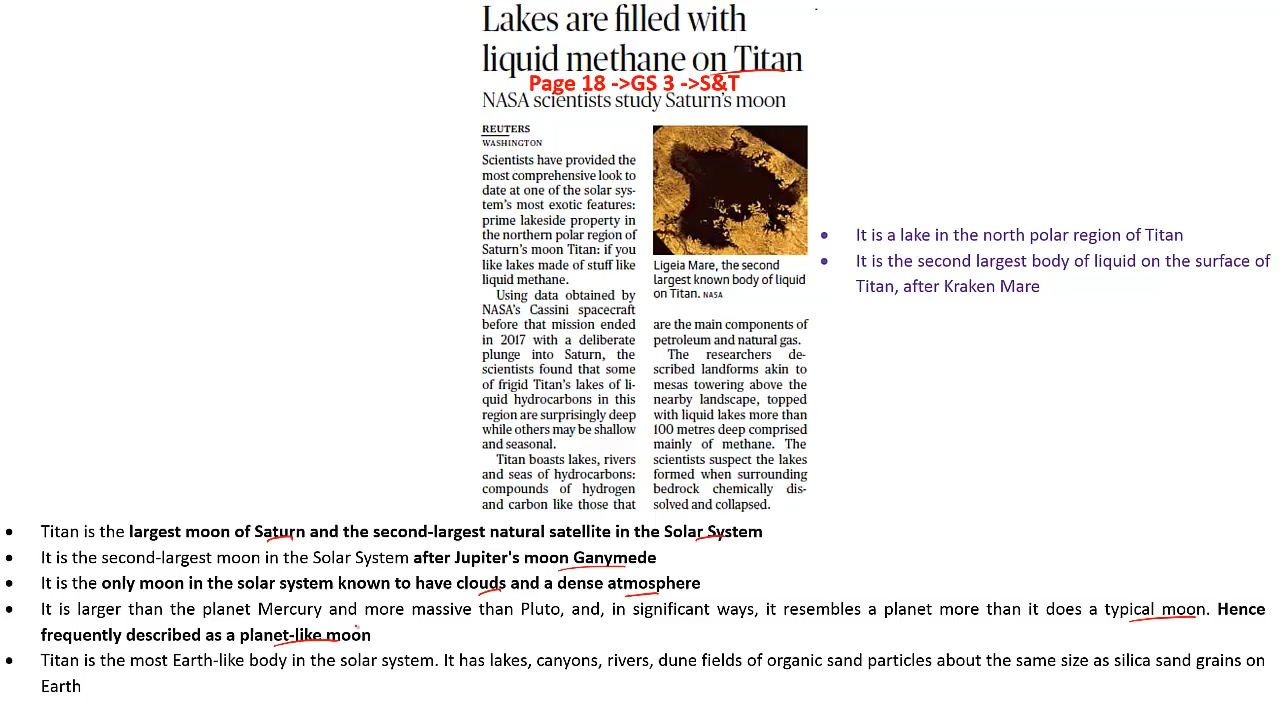 Lakes are filled with
liquid methane on Titan
Page 18 ->GS 3 ->S&T
NASA scientists study Saturn's moon
REUTERS
WASHINGTON
Scientists have provided the
most comprehensive look to
date at one of the solar sys-
tem's most exotic features:
prime lakeside property in
the northern polar region of
Saturn's moon Titan: if you
like lakes made of stuff like
liquid methane.
Using data obtained by
NASA's Cassini spacecraft
before that mission ended
in 2017 with a deliberate
plunge into Saturn, the
scientists found that some
of frigid Titan's lakes of li-
quid hydrocarbons in this
region are surprisingly deep
while others may be shallow
and seasonal.
Titan boasts lakes, rivers
and seas of hydrocarbons:
compounds of hydrogen
and carbon like those that
Ligeia Mare, the second
largest known body of liquid
on Titan. NASA
are the main components of
petroleum and natural gas.
The researchers de-
scribed landforms akin to
mesas towering above the
nearby landscape, topped
with liquid lakes more than
100 metres deep comprised
mainly of methane. The
scientists suspect the lakes
formed when surrounding
bedrock chemically dis-
solved and collapsed.
• It is a lake in the north polar region of Titan
• It is the second largest body of liquid on the surface of
Titan, after Kraken Mare
• Titan is the largest moon of Saturn and the second-largest natural satellite in the Solar System
• It is the second-largest moon in the Solar System after Jupiter's moon Ganymede
• It is the only moon in the solar system known to have clouds and a dense atmosphere
• It is larger than the planet Mercury and more massive than Pluto, and, in significant ways, it resembles a planet more than it does a typical moon. Hence
frequently described as a planet-like moon
• Titan is the most Earth-like body in the solar system. It has lakes, canyons, rivers, dune fields of organic sand particles about the same size as silica sand grains on
Earth